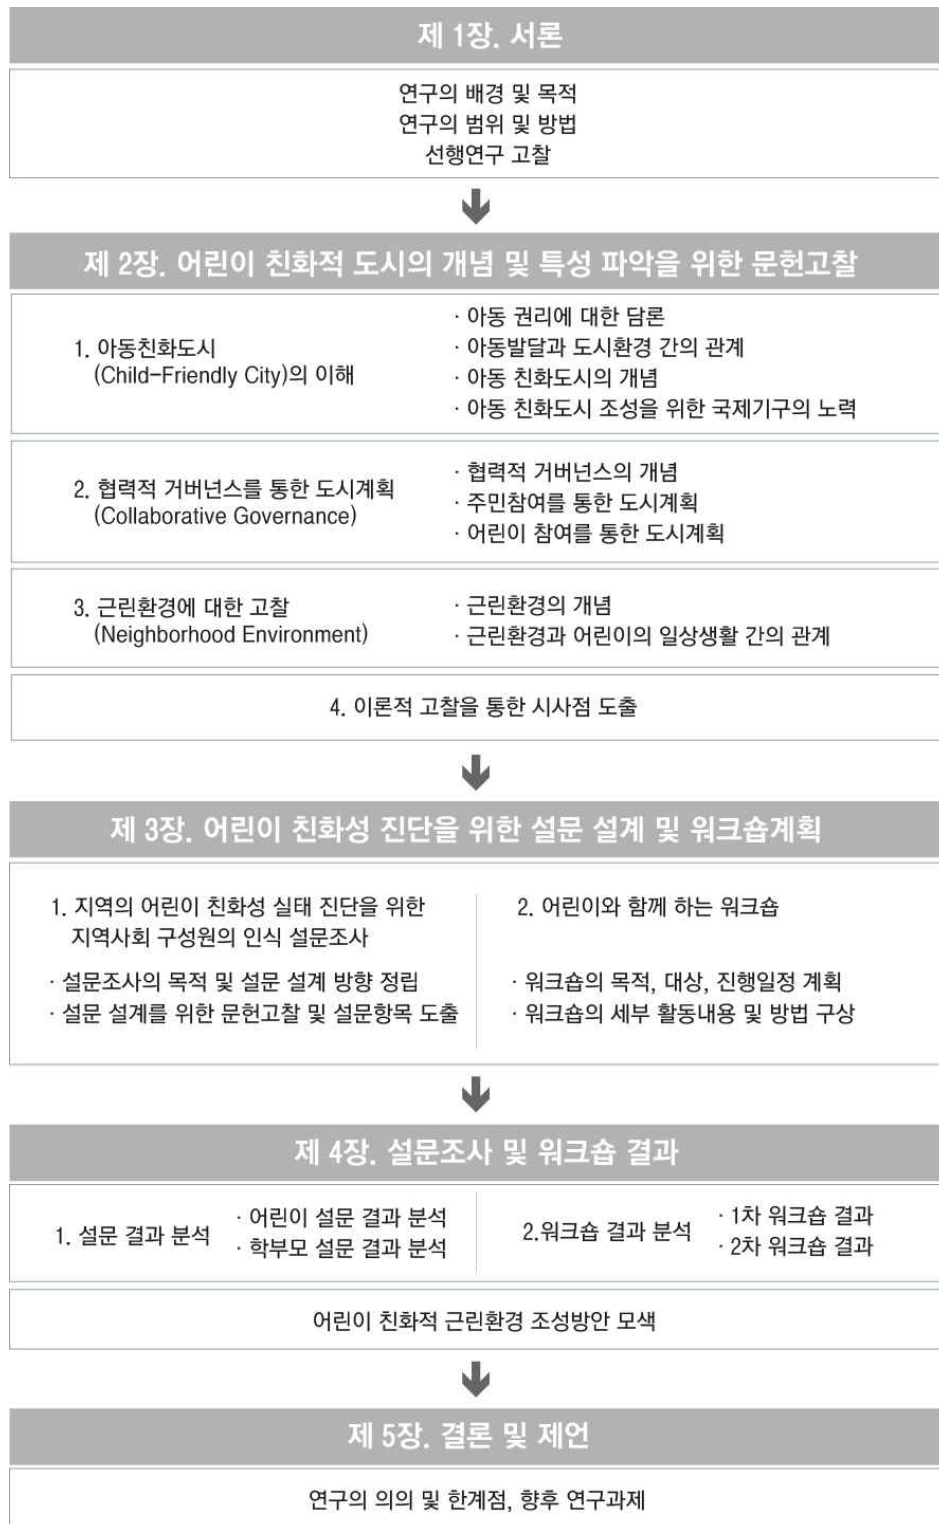 제 1장. 서론
연구의 배경 및 목적
연구의 범위 및 방법
선행연구 고찰
제 2장. 어린이 친화적 도시의 개념 및 특성 파악을 위한 문헌고찰
1. 아동친화도시
(Child-Friendly City)의 이해
· 아동 권리에 대한 담론
· 아동발달과 도시환경 간의 관계
· 아동 친화도시의 개념
· 아동 친화도시 조성을 위한 국제기구의 노력
2. 협력적 거버넌스를 통한 도시계획
(Collaborative Governance)
· 협력적 거버넌스의 개념
· 주민참여를 통한 도시계획
· 어린이 참여를 통한 도시계획
3. 근린환경에 대한 고찰
(Neighborhood Environment)
· 근린환경의 개념
· 근린환경과 어린이의 일상생활 간의 관계
4. 이론적 고찰을 통한 시사점 도출
제 3장. 어린이 친화성 진단을 위한 설문 설계 및 워크숍계획
1. 지역의 어린이 친화성 실태 진단을 위한
지역사회 구성원의 인식 설문조사
· 설문조사의 목적 및 설문 설계 방향 정립
· 설문 설계를 위한 문헌고찰 및 설문항목 도출
2. 어린이와 함께 하는 워크숍
· 워크숍의 목적, 대상, 진행일정 계획
· 워크숍의 세부 활동내용 및 방법 구상
제 4장. 설문조사 및 워크숍 결과
1. 설문 결과 분석
· 어린이 설문 결과 분석
· 학부모 설문 결과 분석
2.워크숍 결과 분석
· 1차 워크숍 결과
· 2차 워크숍 결과
어린이 친화적 근린환경 조성방안 모색
제 5장. 결론 및 제언
연구의 의의 및 한계점, 향후 연구과제